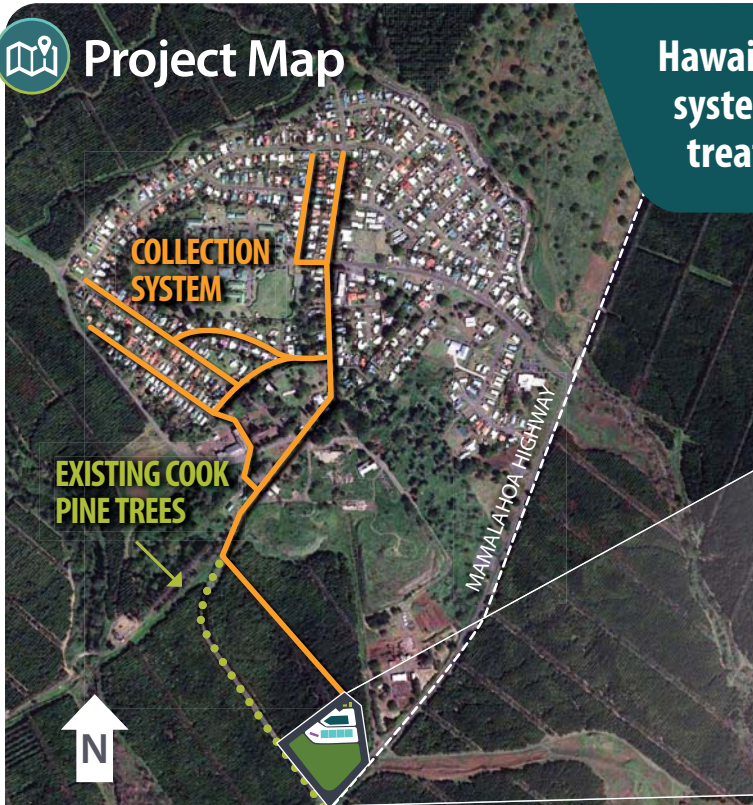 Project Map
Hawai
syste
trea
COLLECTION
SYSTEM
EXISTING COOK
PINE TREES
MAMALAHOA HIGHWAY
N